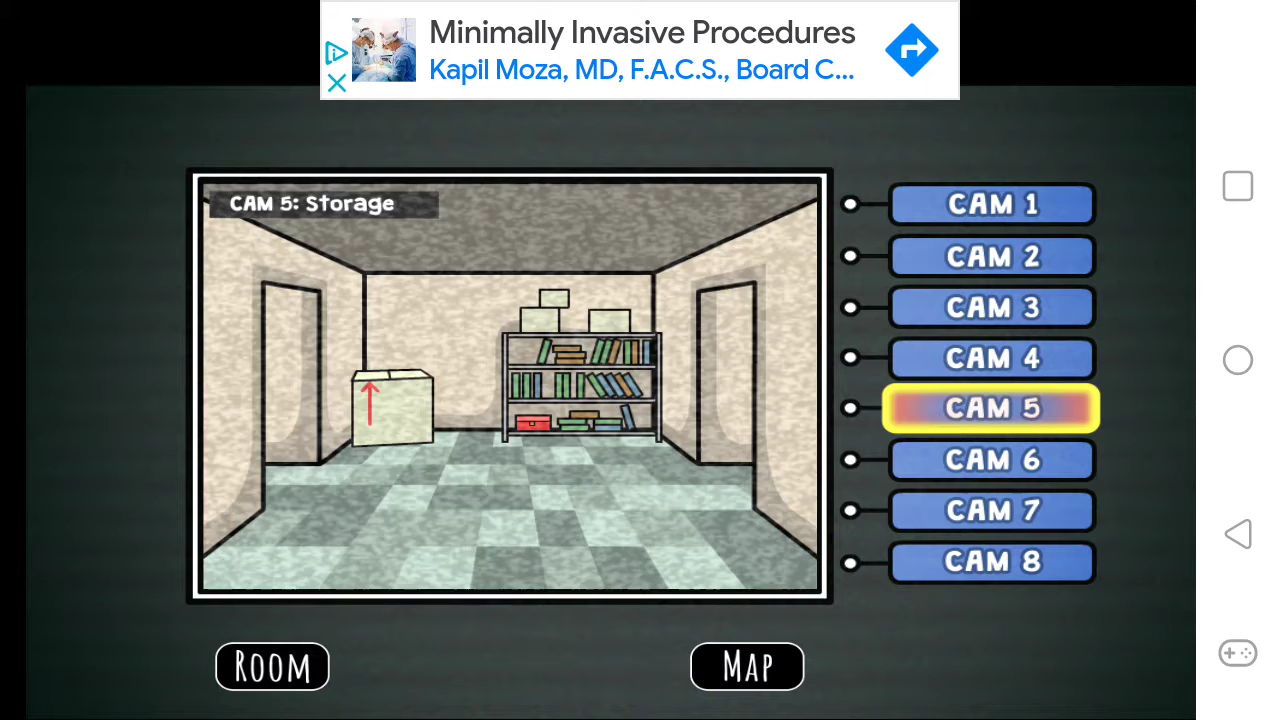 Minimally Invasive Procedures
Kapil Moza, MD, F.A.C.S., Board C...
CAM 5: Storage
CAM 1
CAM 2
CAM 3
CAM 4
CAM 5
CAM 6
CAM 7
CAM 8
ROOM
MAP